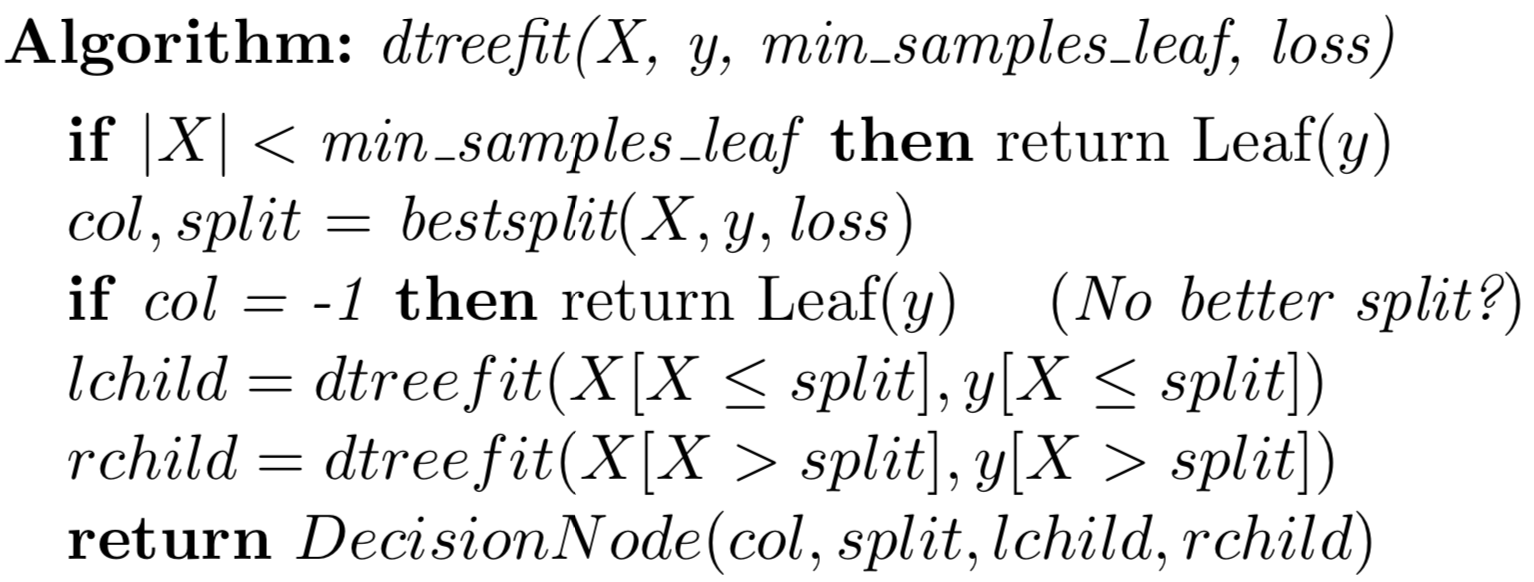 Algorithm: dtreefit(X, y, min_samples_leaf, loss)
if |X| < min_samples_leaf then return Leaf(y)
col, split = bestsplit(X, y, loss)
if col = -1 then return Leaf(y) (No better split?)
lchild = dtreefit(X[X ≤ split], y[X ≤ split])
rchild = dtreefit(X[X > split], y[X > split])
return DecisionNode(col, split, lchild, rchild)